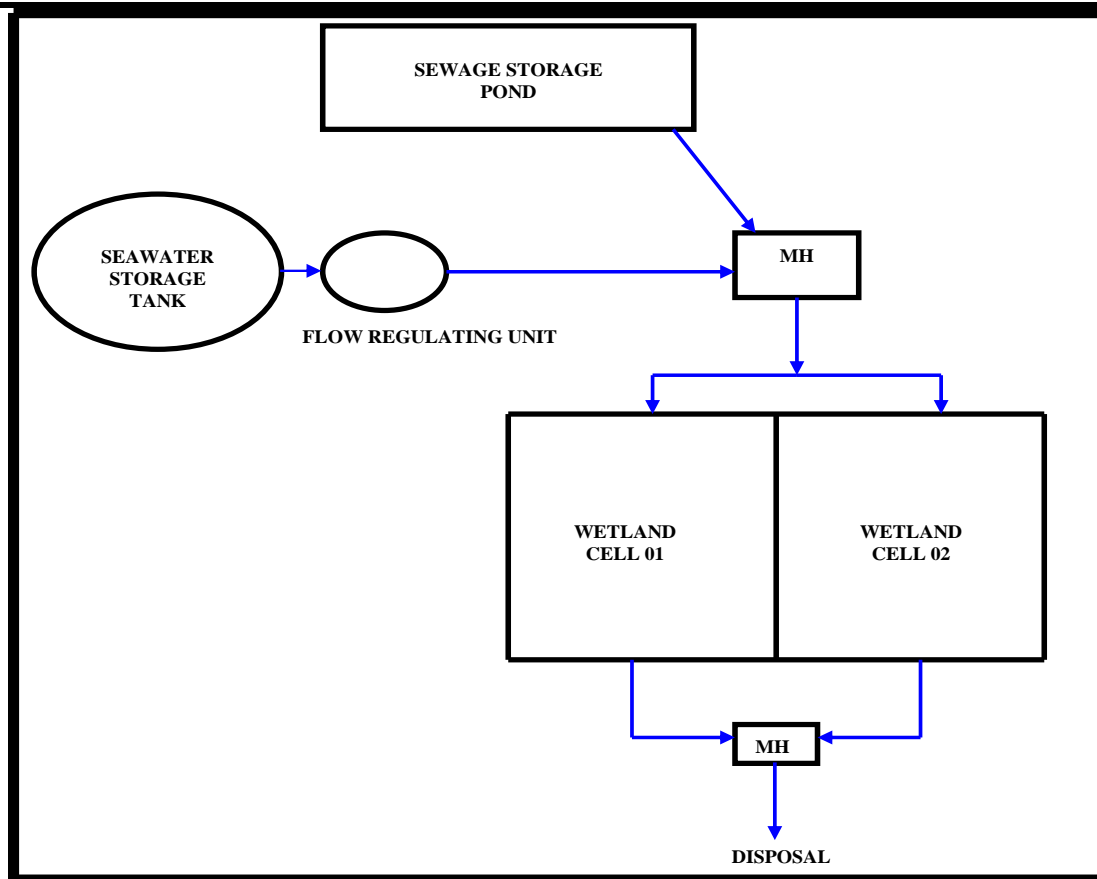 SEWAGE STORAGE
POND
SEAWATER
STORAGE
TANK
MH
FLOW REGULATING UNIT
WETLAND
CELL 01
WETLAND
CELL 02
MH
DISPOSAL